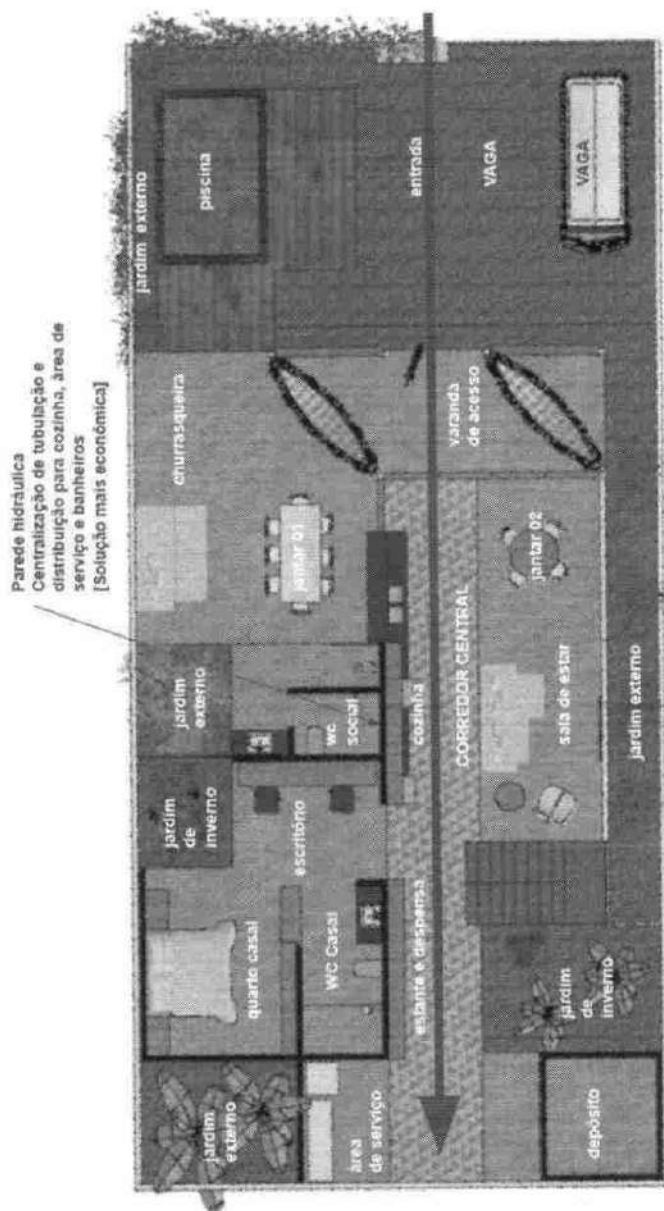 Parede hidráulica
Centralização de tubulação e
distribuição para cozinha, área de
serviço e banheiros
[Solução mais econômica]
jardim externo
piscina
entrada
VAGA
VAGA
churrasqueira
varanda
de acesso
jantar 01
jantar 02
jardim
externo
wc
social
cozinha
CORREDOR CENTRAL
sala de estar
jardim externo
jardim
de
inverno
escritório
quarto casal
WC Casal
estante e despensa
jardim
de
inverno
jardim
externo
área
de serviço
depósito